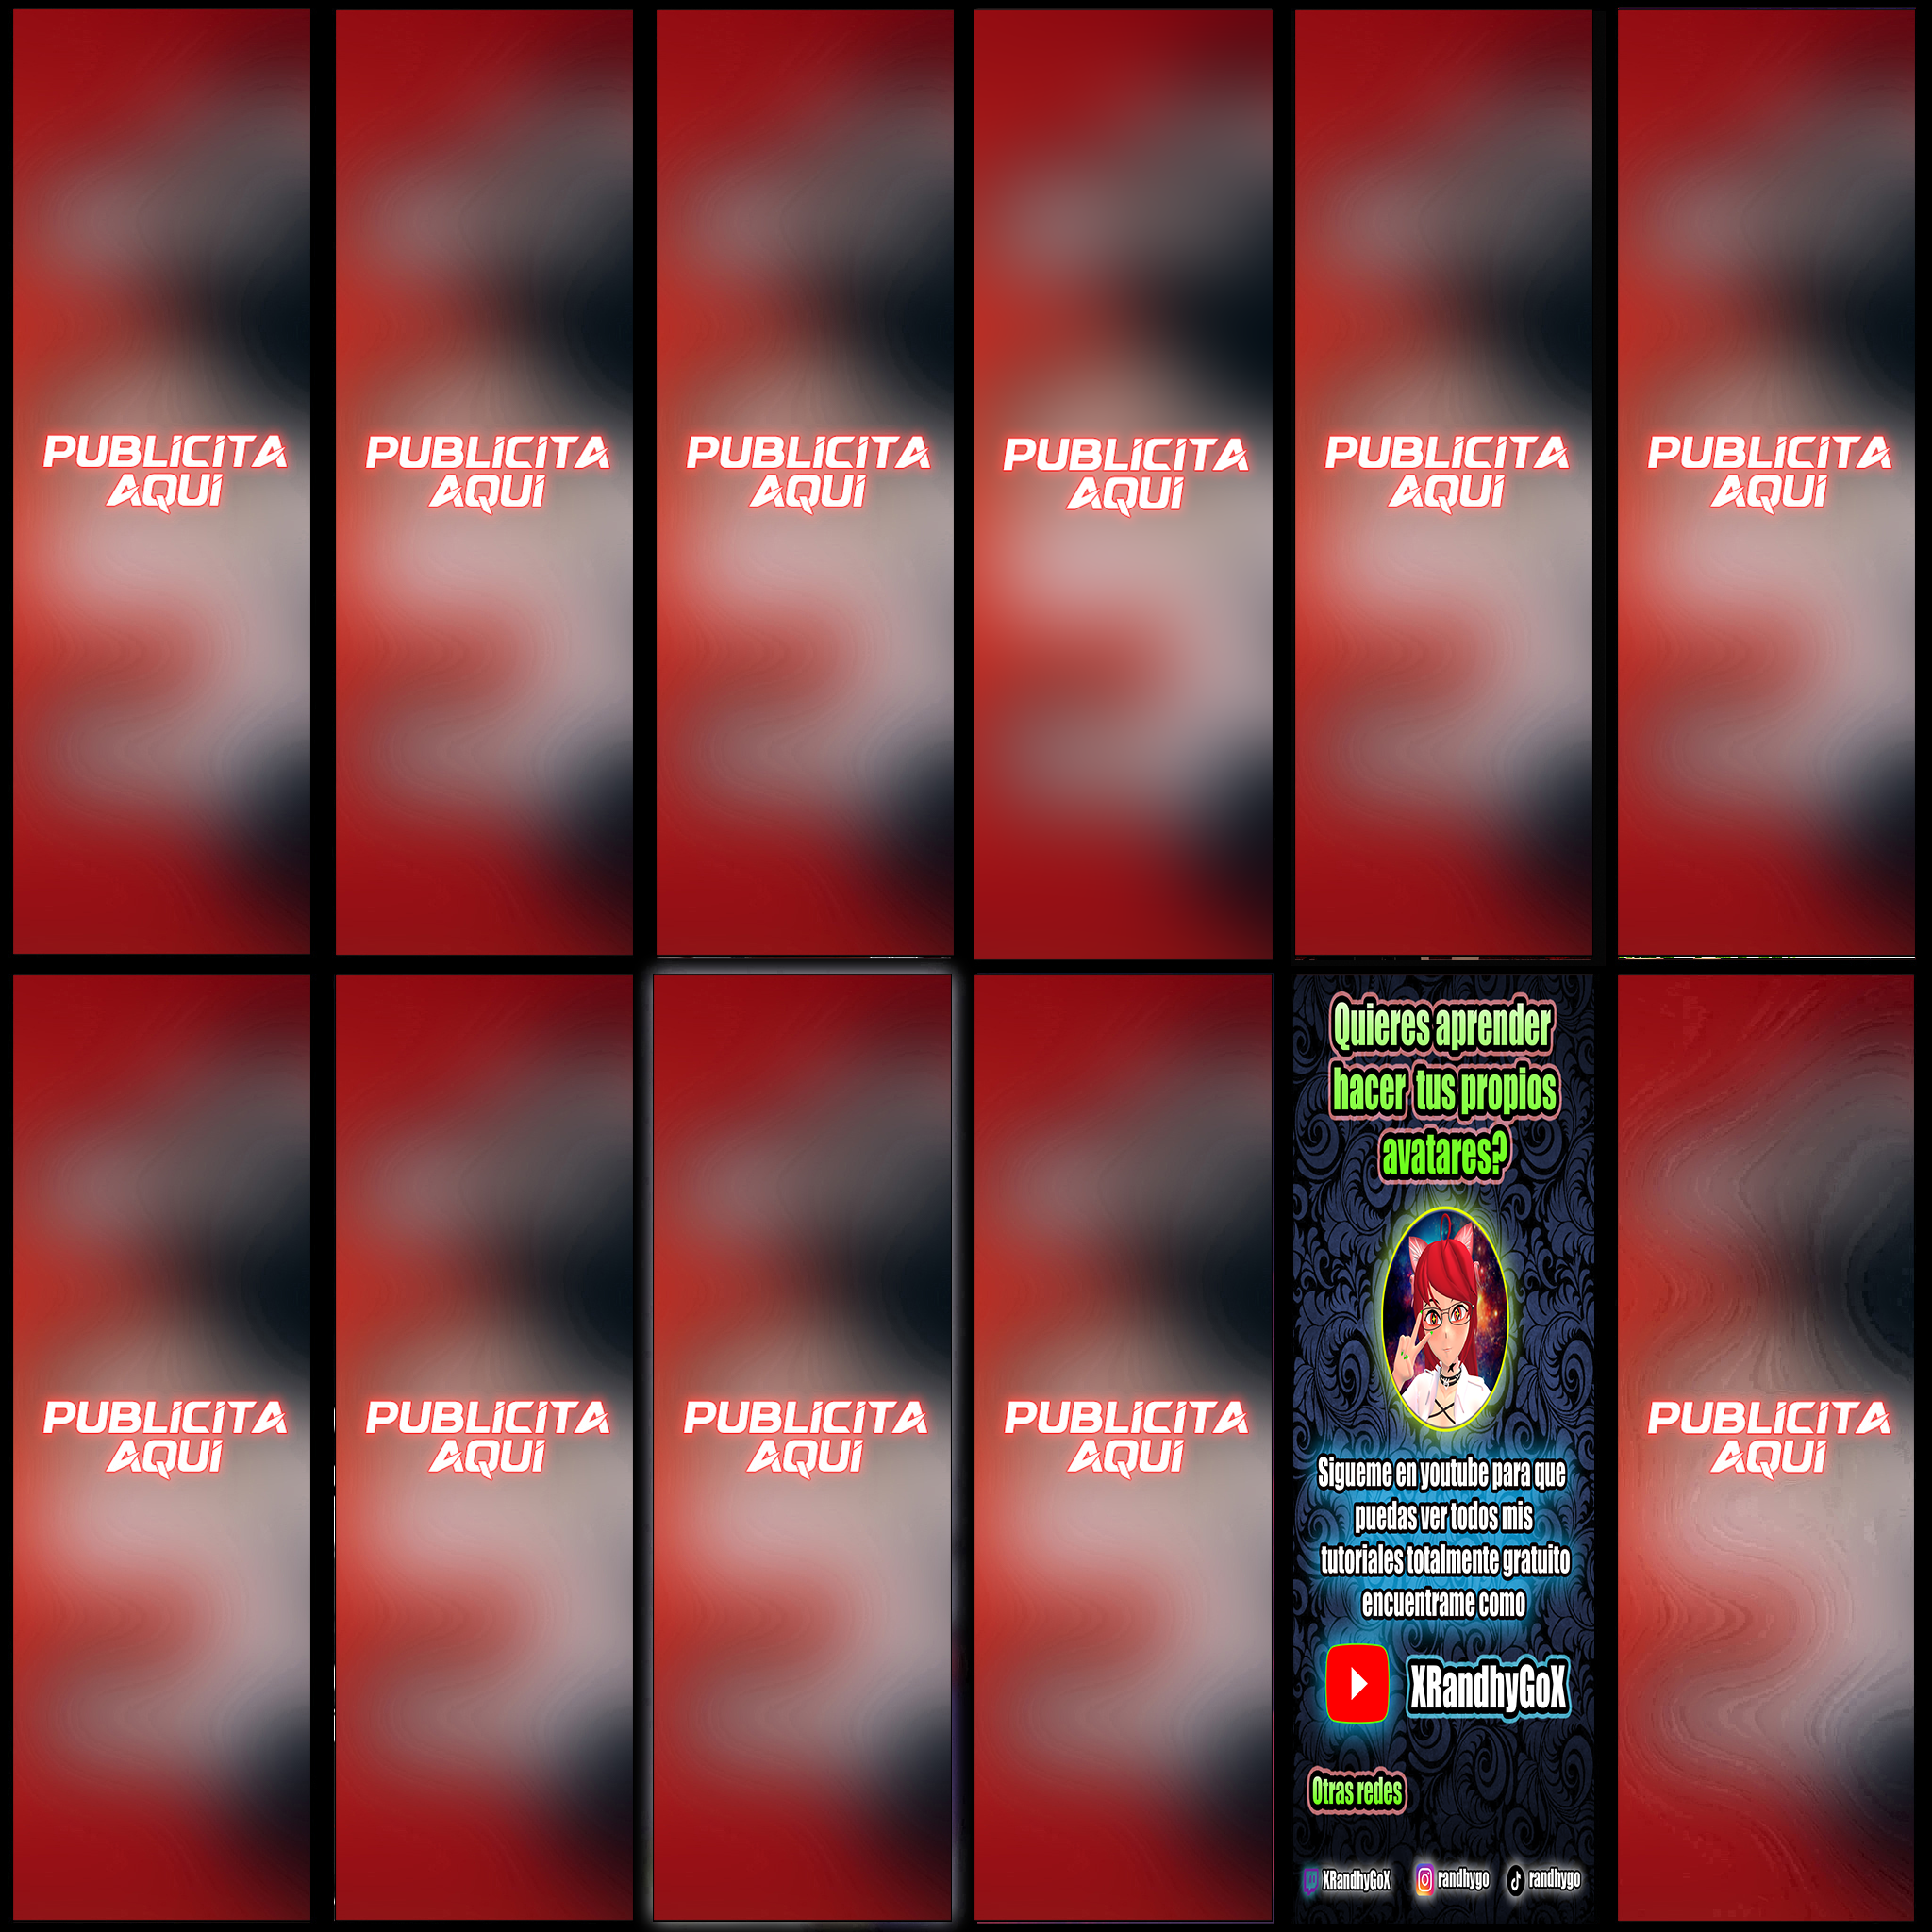 PUBLICITA
AQUI
PUBLICITA
AQUI
PUBLICITA
AQUI
PUBLICITA
AQUI
PUBLICITA
AQUI
PUBLICITA
AQUI
PUBLICITA
AQUI
PUBLICITA
AQUI
PUBLICITA
AQUI
PUBLICITA
AQUI
Quieres aprender
hacer tus propios
avatares?
Sigueme en youtube para que
puedas ver todos mis
tutoriales totalmente gratuito
encuentrame como
XRandhyGoX
Otras redes
XRandhyGoX randhygo randhygo
PUBLICITA
AQUI